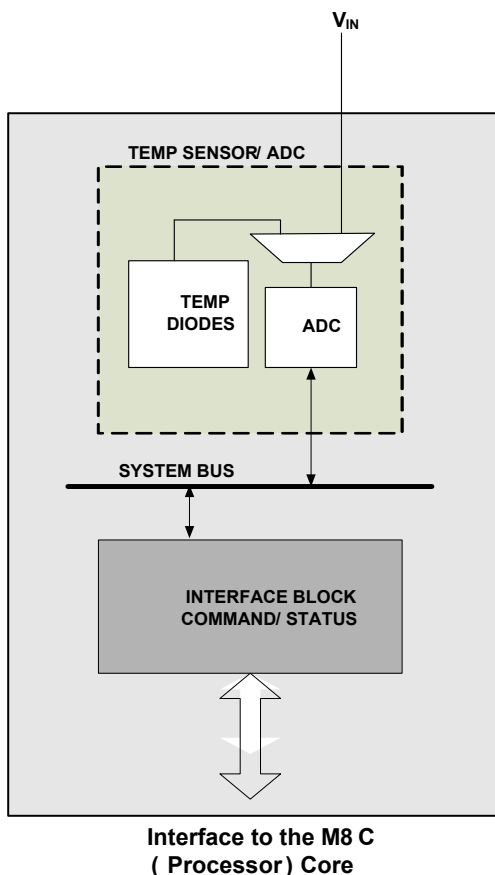 VIN
TEMP SENSOR/ ADC
TEMP
DIODES
ADC
SYSTEM BUS
INTERFACE BLOCK
COMMAND/ STATUS
Interface to the M8 C
( Processor ) Core